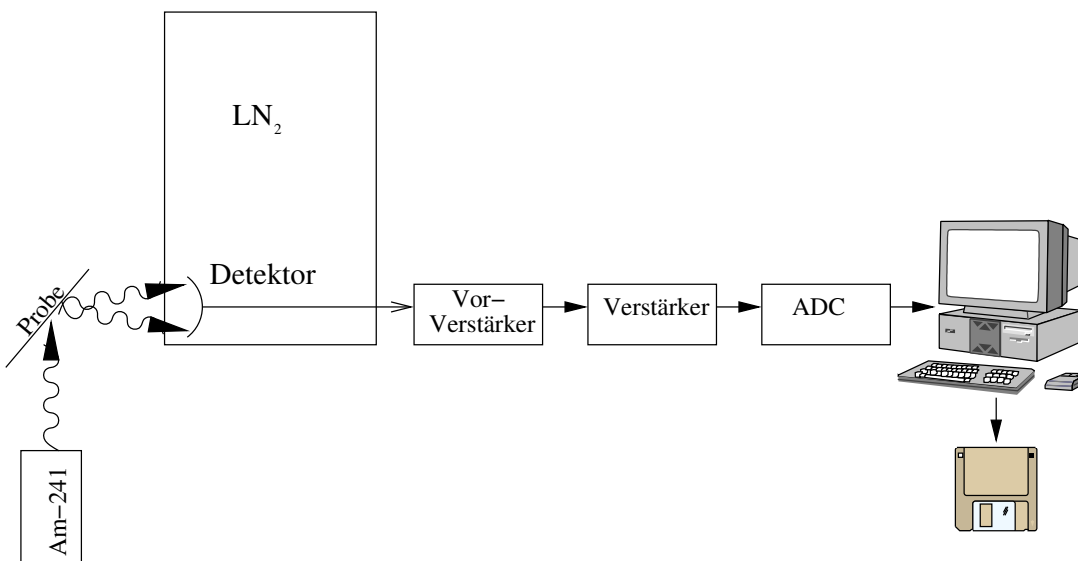 LN₂
Detektor
Probe
Vor–
Verstärker
Verstärker
ADC
Am–241